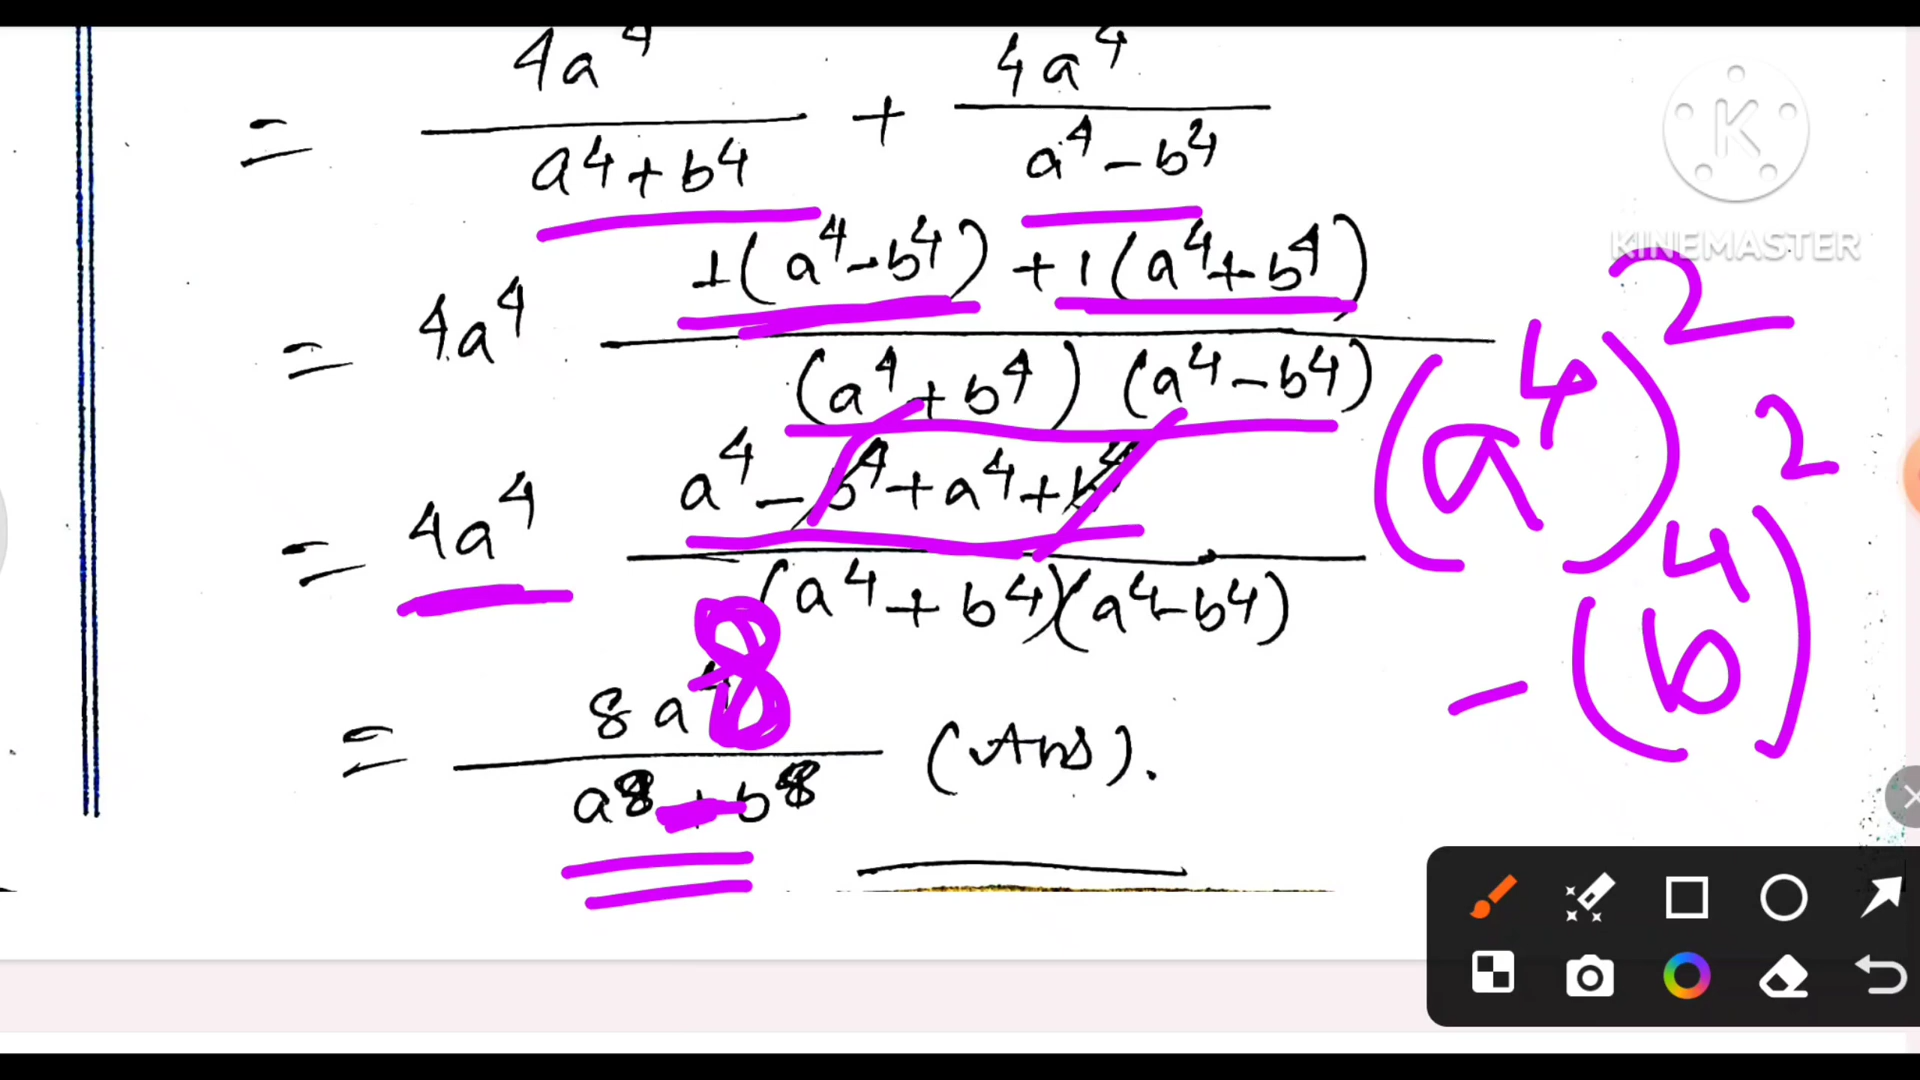 = 4a⁴/(a⁴+b⁴) + 4a⁴/(a⁴-b⁴)
= 4a⁴ (1(a⁴-b⁴) + 1(a⁴+b⁴))/((a⁴+b⁴)(a⁴-b⁴))
= 4a⁴ (a⁴-b⁴+a⁴+b⁴)/((a⁴+b⁴)(a⁴-b⁴))
= 8a⁸/(a⁸-b⁸) (Ans).
(a⁴)²
-(b⁴)²
K
KINEMASTER